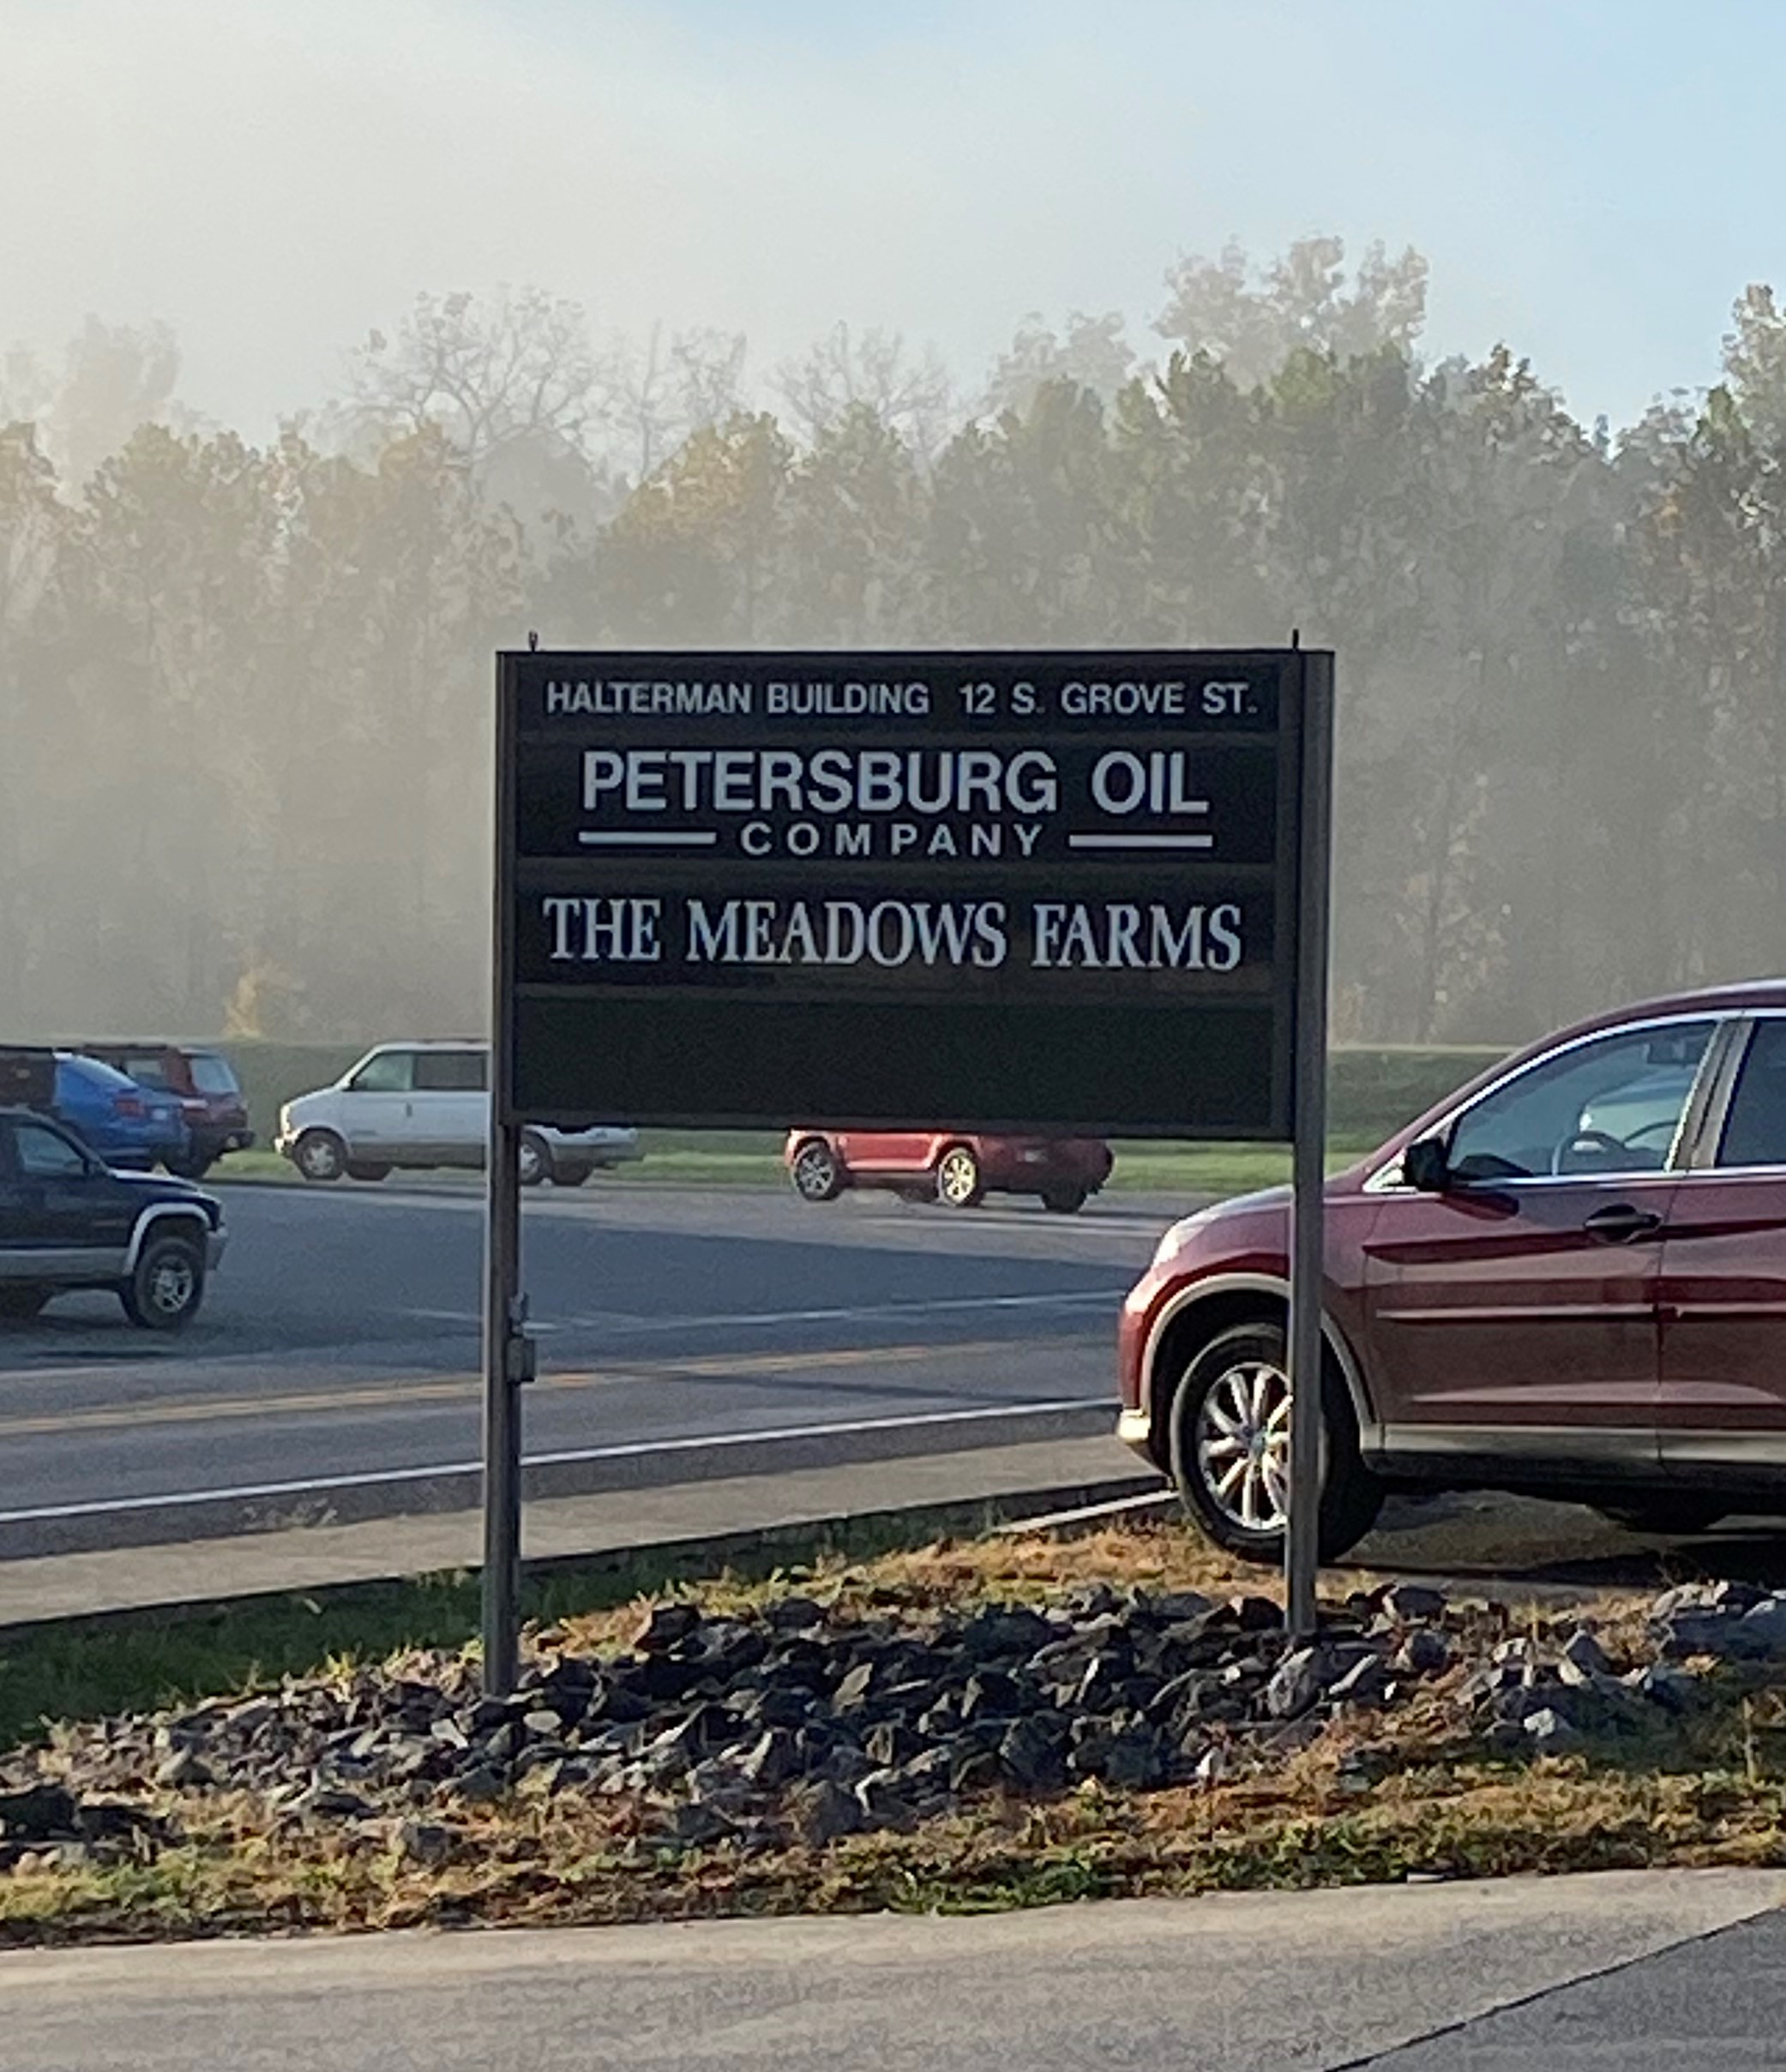 HALTERMAN BUILDING 12 S. GROVE ST.
PETERSBURG OIL
COMPANY
THE MEADOWS FARMS